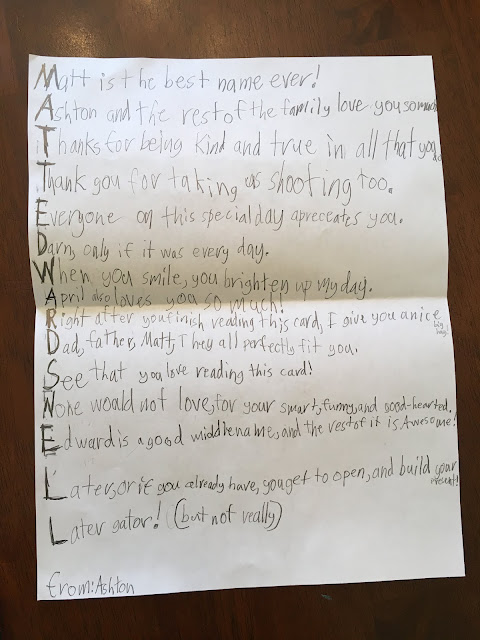 Matt is the best name ever!
Ashton and the rest of the family love you so much
Thanks for being kind and true in all that you do
Thank you for taking us shooting too.
Everyone on this special day apreceates you.
Darn, only if it was every day.
When you smile, you brighten up my day.
April also loves you so much!
Right after you finish reading this card, I give you a nice big hug!
Dad, father, Matt, They all perfectly fit you.
See that you love reading this card!
None would not love, for your smart, funny, and good-hearted.
Edward is a good middle name, and the rest of it is Awesome!
Later, or if you already have, you get to open, and build your present!
Later gator! (but not really)
from: Ashton